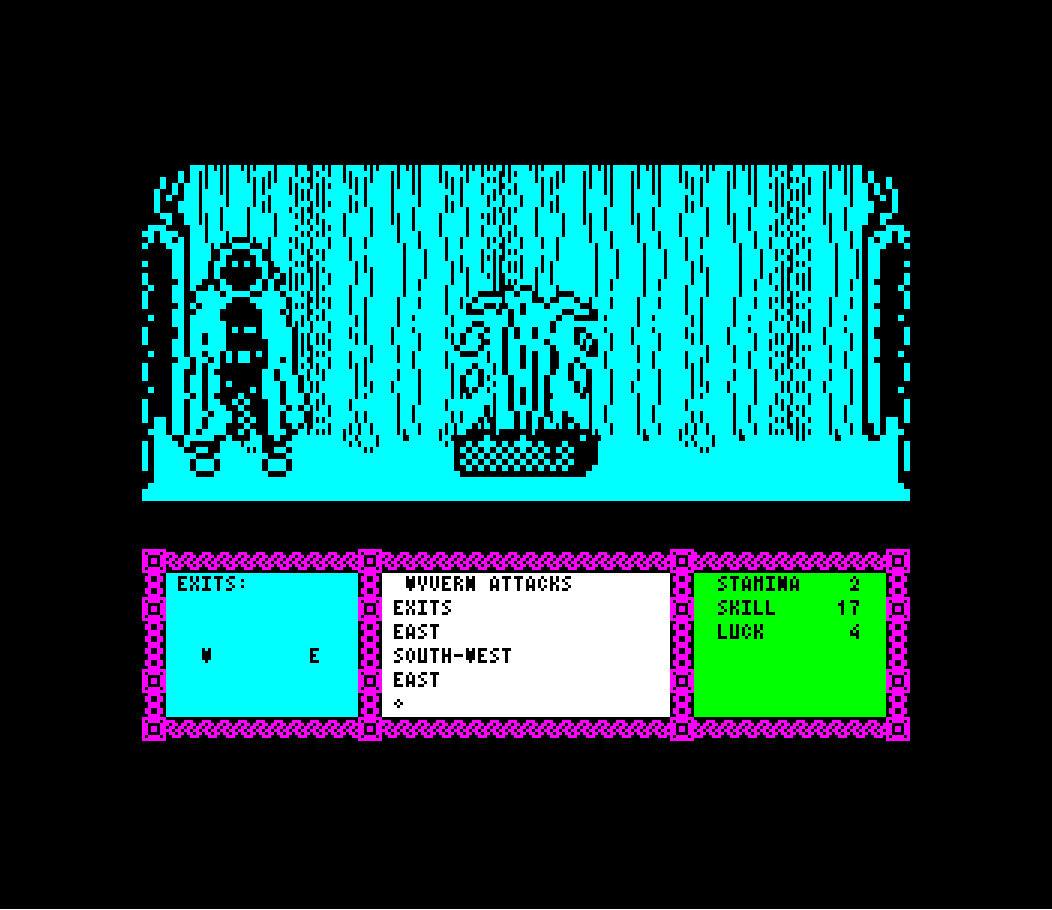 EXITS:
W E
WYVERN ATTACKS
EXITS
EAST
SOUTH-WEST
EAST
STAMINA 2
SKILL 17
LUCK 4